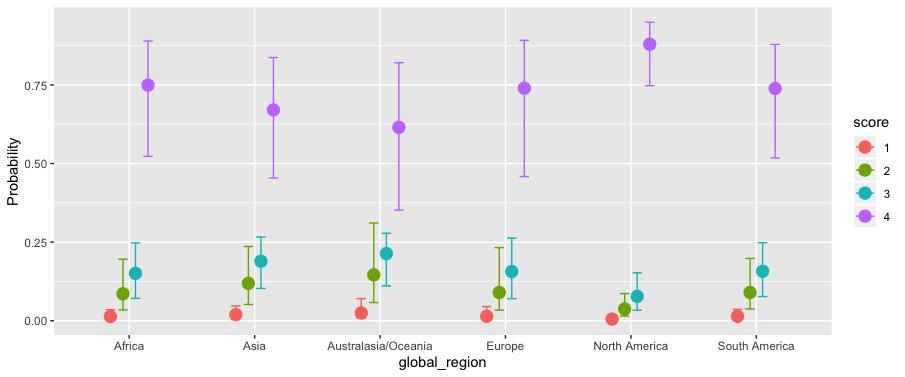 Probability
0.75
0.50
0.25
0.00
Africa
Asia
Australasia/Oceania
Europe
North America
South America
global_region
score
1
2
3
4